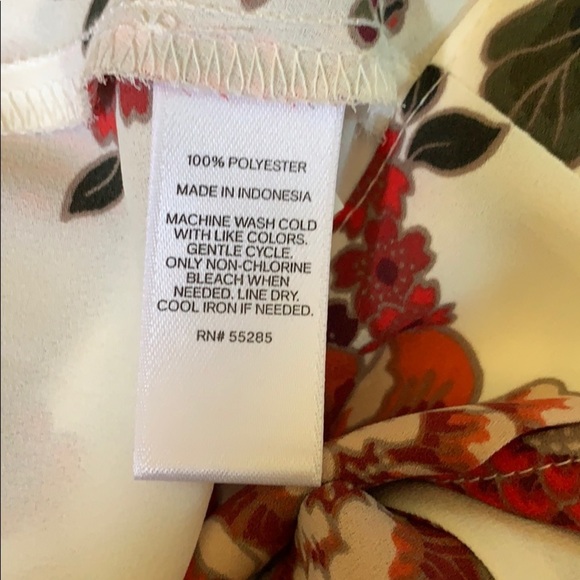 100% POLYESTER
MADE IN INDONESIA
MACHINE WASH COLD
WITH LIKE COLORS.
GENTLE CYCLE.
ONLY NON-CHLORINE
BLEACH WHEN
NEEDED. LINE DRY.
COOL IRON IF NEEDED.
RN# 55285